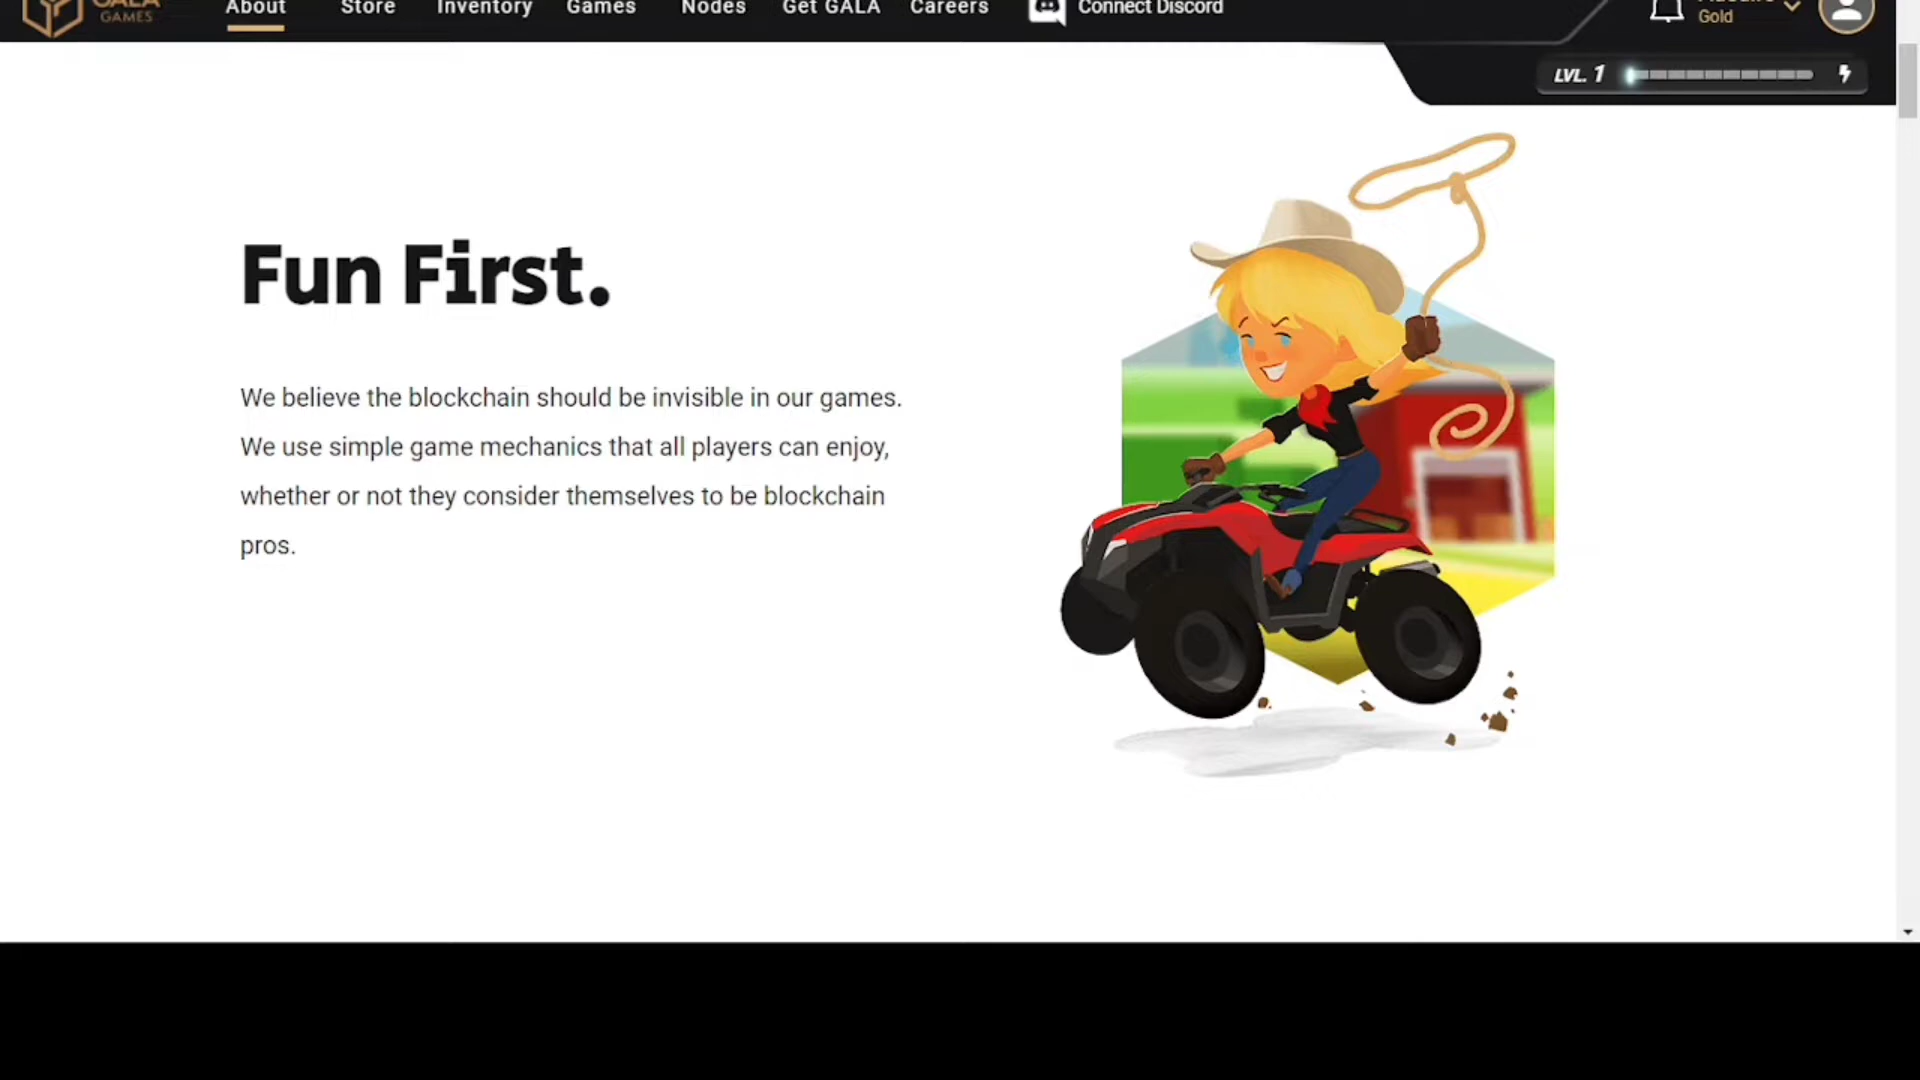 GALA
GAMES
About Store Inventory Games Nodes Get GALA Careers Connect Discord
Gold
LVL. 1
Fun First.
We believe the blockchain should be invisible in our games.
We use simple game mechanics that all players can enjoy,
whether or not they consider themselves to be blockchain
pros.